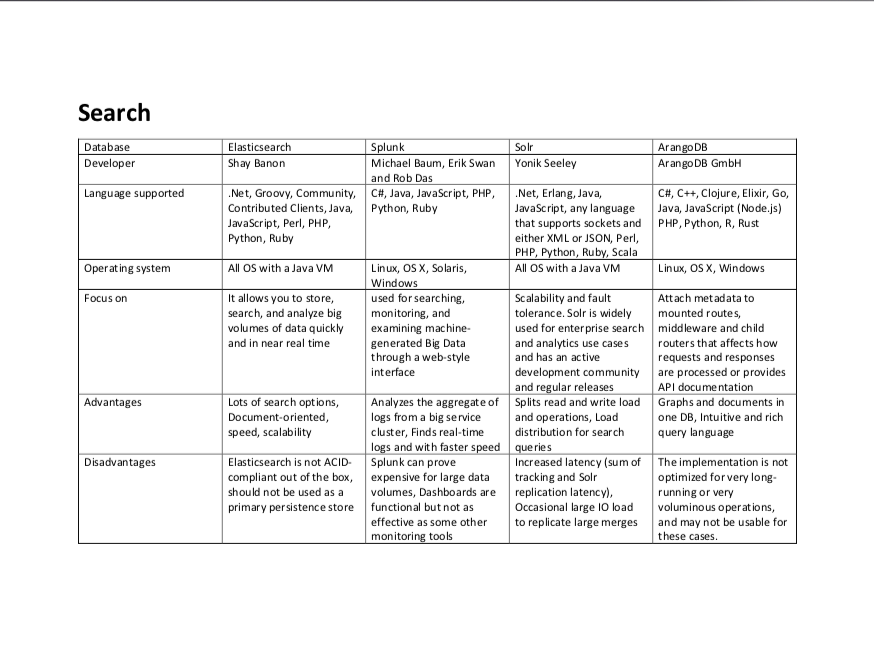 Search
Database Elasticsearch Splunk Solr ArangoDB
Developer Shay Banon Michael Baum, Erik Swan Yonik Seeley ArangoDB GmbH
and Rob Das
Language supported .Net, Groovy, Community, C#, Java, JavaScript, PHP, .Net, Erlang, Java, C#, C++, Clojure, Elixir, Go,
Contributed Clients, Java, Python, Ruby JavaScript, any language Java, JavaScript (Node.js)
JavaScript, Perl, PHP, that supports sockets and PHP, Python, R, Rust
Python, Ruby either XML or JSON, Perl,
PHP, Python, Ruby, Scala
Operating system All OS with a Java VM Linux, OS X, Solaris, All OS with a Java VM Linux, OS X, Windows
Windows
Focus on It allows you to store, used for searching, Scalability and fault Attach metadata to
search, and analyze big monitoring, and tolerance. Solr is widely mounted routes,
volumes of data quickly examining machine- used for enterprise search middleware and child
and in near real time generated Big Data and analytics use cases routers that affects how
through a web-style and has an active requests and responses
interface development community are processed or provides
and regular releases API documentation
Advantages Lots of search options, Analyzes the aggregate of Splits read and write load Graphs and documents in
Document-oriented, logs from a big service and operations, Load one DB, Intuitive and rich
speed, scalability cluster, Finds real-time distribution for search query language
logs and with faster speed queries
Disadvantages Elasticsearch is not ACID- Splunk can prove Increased latency (sum of The implementation is not
compliant out of the box, expensive for large data tracking and Solr optimized for very long-
should not be used as a volumes, Dashboards are replication latency), running or very
primary persistence store functional but not as Occasional large IO load voluminous operations,
effective as some other to replicate large merges and may not be usable for
monitoring tools these cases.